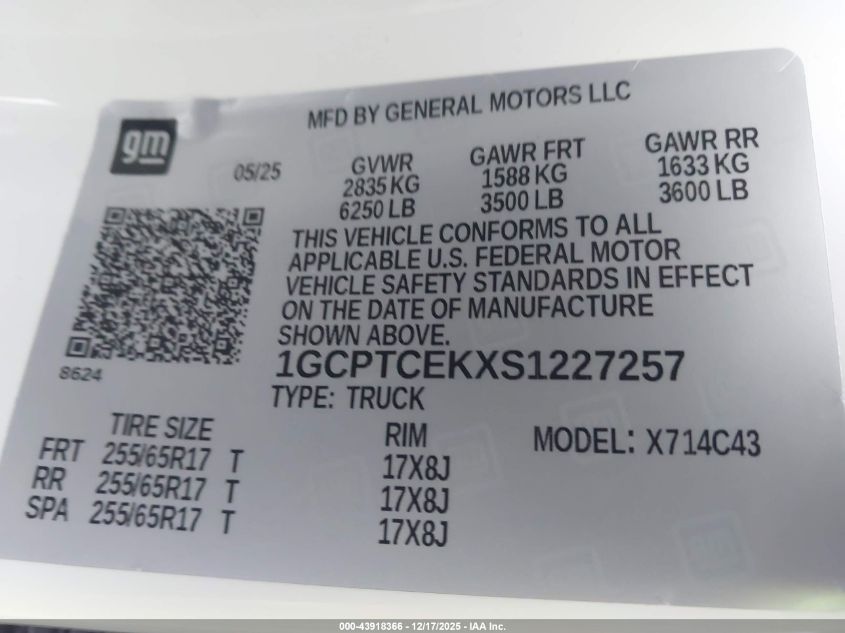 MFD BY GENERAL MOTORS LLC
gm
05/25
GVWR GAWR FRT GAWR RR
2835 KG 1588 KG 1633 KG
6250 LB 3500 LB 3600 LB
THIS VEHICLE CONFORMS TO ALL
APPLICABLE U.S. FEDERAL MOTOR
VEHICLE SAFETY STANDARDS IN EFFECT
ON THE DATE OF MANUFACTURE
SHOWN ABOVE.
8624
1GCPTCEKXS1227257
TYPE: TRUCK
TIRE SIZE RIM MODEL: X714C43
FRT 255/65R17 T 17X8J
RR 255/65R17 T 17X8J
SPA 255/65R17 T 17X8J
000-43918366 - 12/17/2025 - IAA Inc.